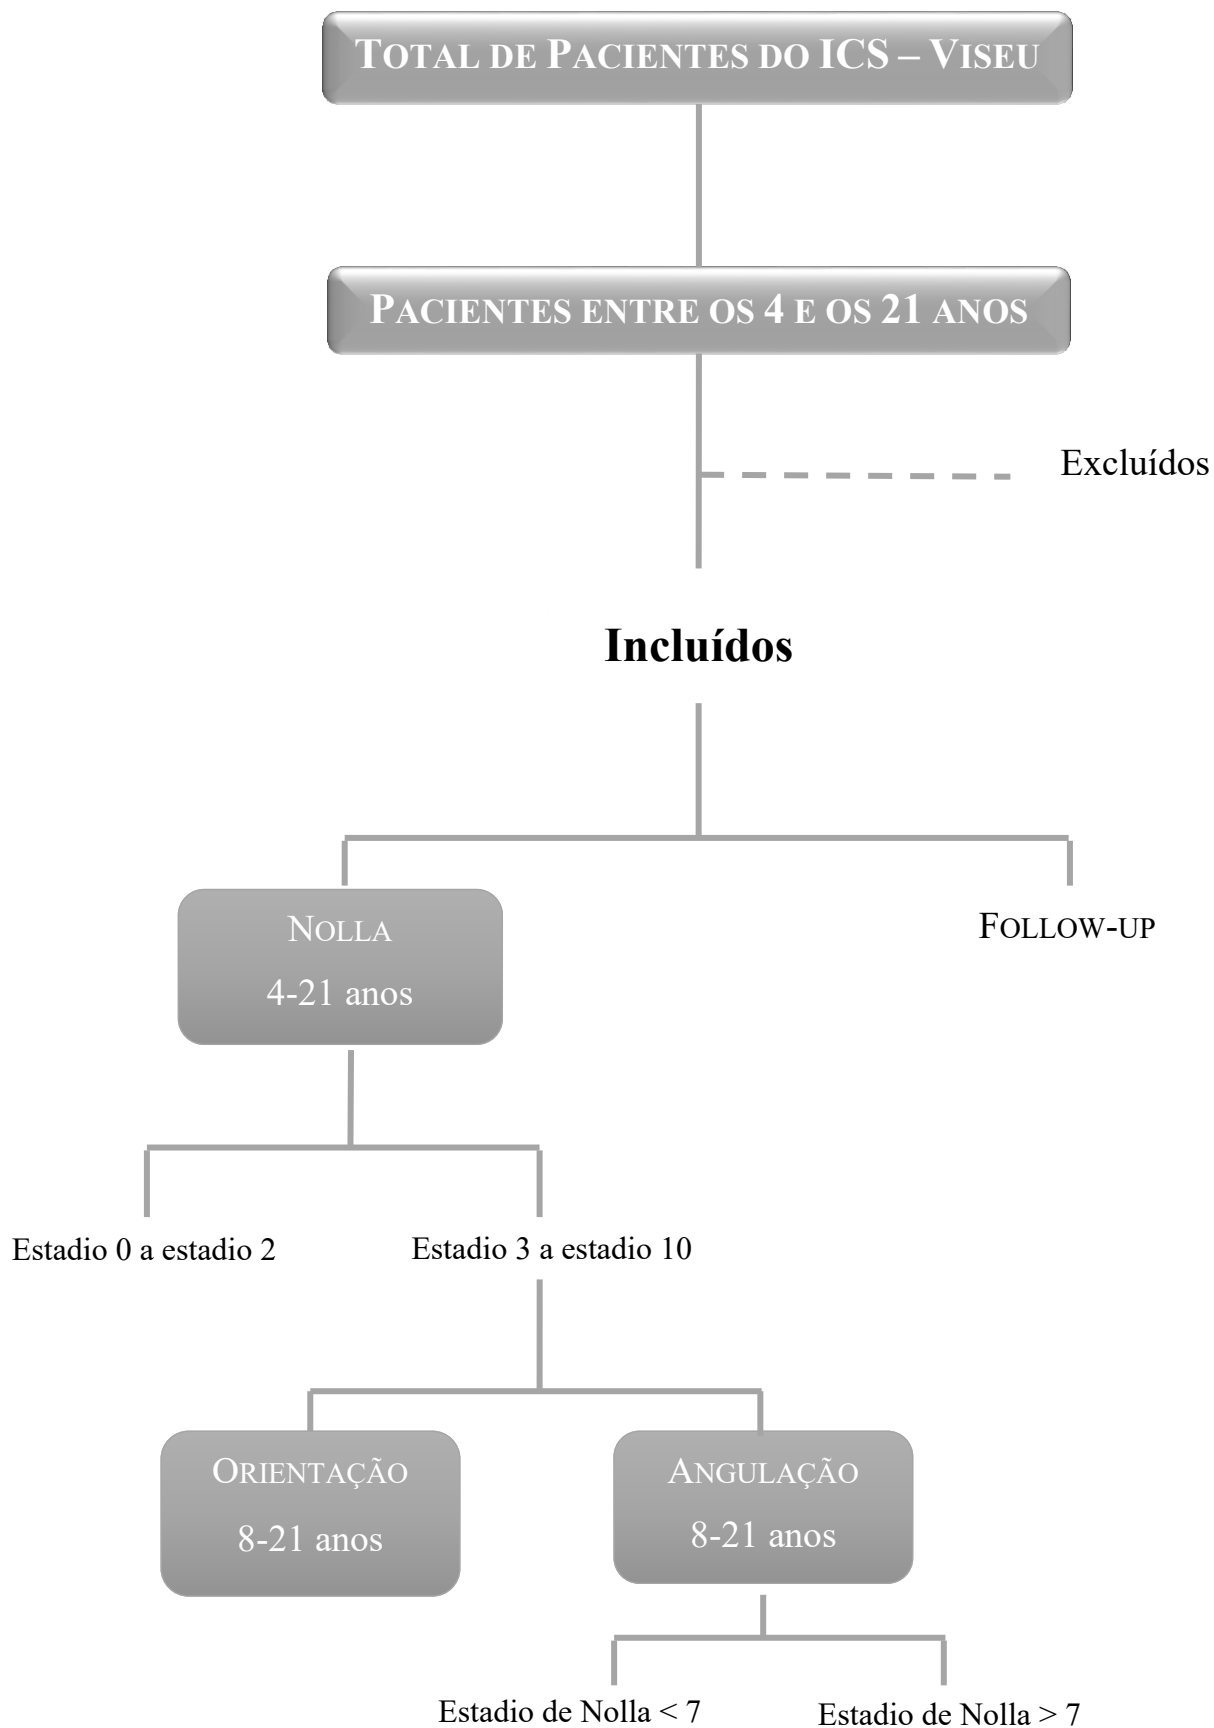 TOTAL DE PACIENTES DO ICS – VISEU
PACIENTES ENTRE OS 4 E OS 21 ANOS
Excluídos
Incluídos
NOLLA
4-21 anos
FOLLOW-UP
Estadio 0 a estadio 2
Estadio 3 a estadio 10
ORIENTAÇÃO
8-21 anos
ANGULAÇÃO
8-21 anos
Estadio de Nolla < 7
Estadio de Nolla > 7